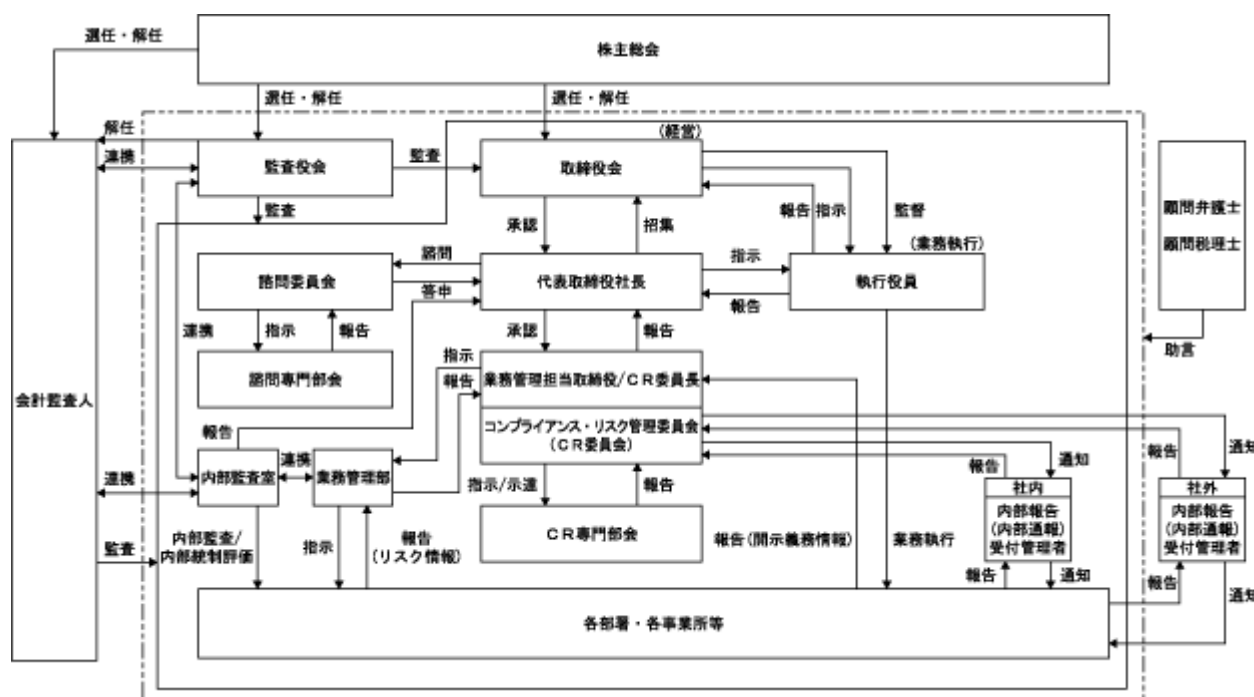 株主総会
選任・解任
選任・解任
選任・解任
解任
連携
監査役会
監査
監査
(経営)
取締役会
報告
指示
監督
承認
招集
(業務執行)
顧問弁護士
顧問税理士
助言
諮問
諮問委員会
答申
代表取締役社長
指示
報告
執行役員
連携
指示
報告
承認
報告
諮問専門部会
会計監査人
指示
報告
業務管理担当取締役/CR委員長
コンプライアンス・リスク管理委員会
(CR委員会)
報告
内部監査室
連携
業務管理部
連携
指示/示達
報告
CR専門部会
報告
通知
報告
通知
社内
内部報告
(内部通報)
受付管理者
社外
内部報告
(内部通報)
受付管理者
監査
内部監査/
内部統制評価
指示
報告
(リスク情報)
報告(開示義務情報)
業務執行
報告
通知
報告
通知
各部署・各事業所等